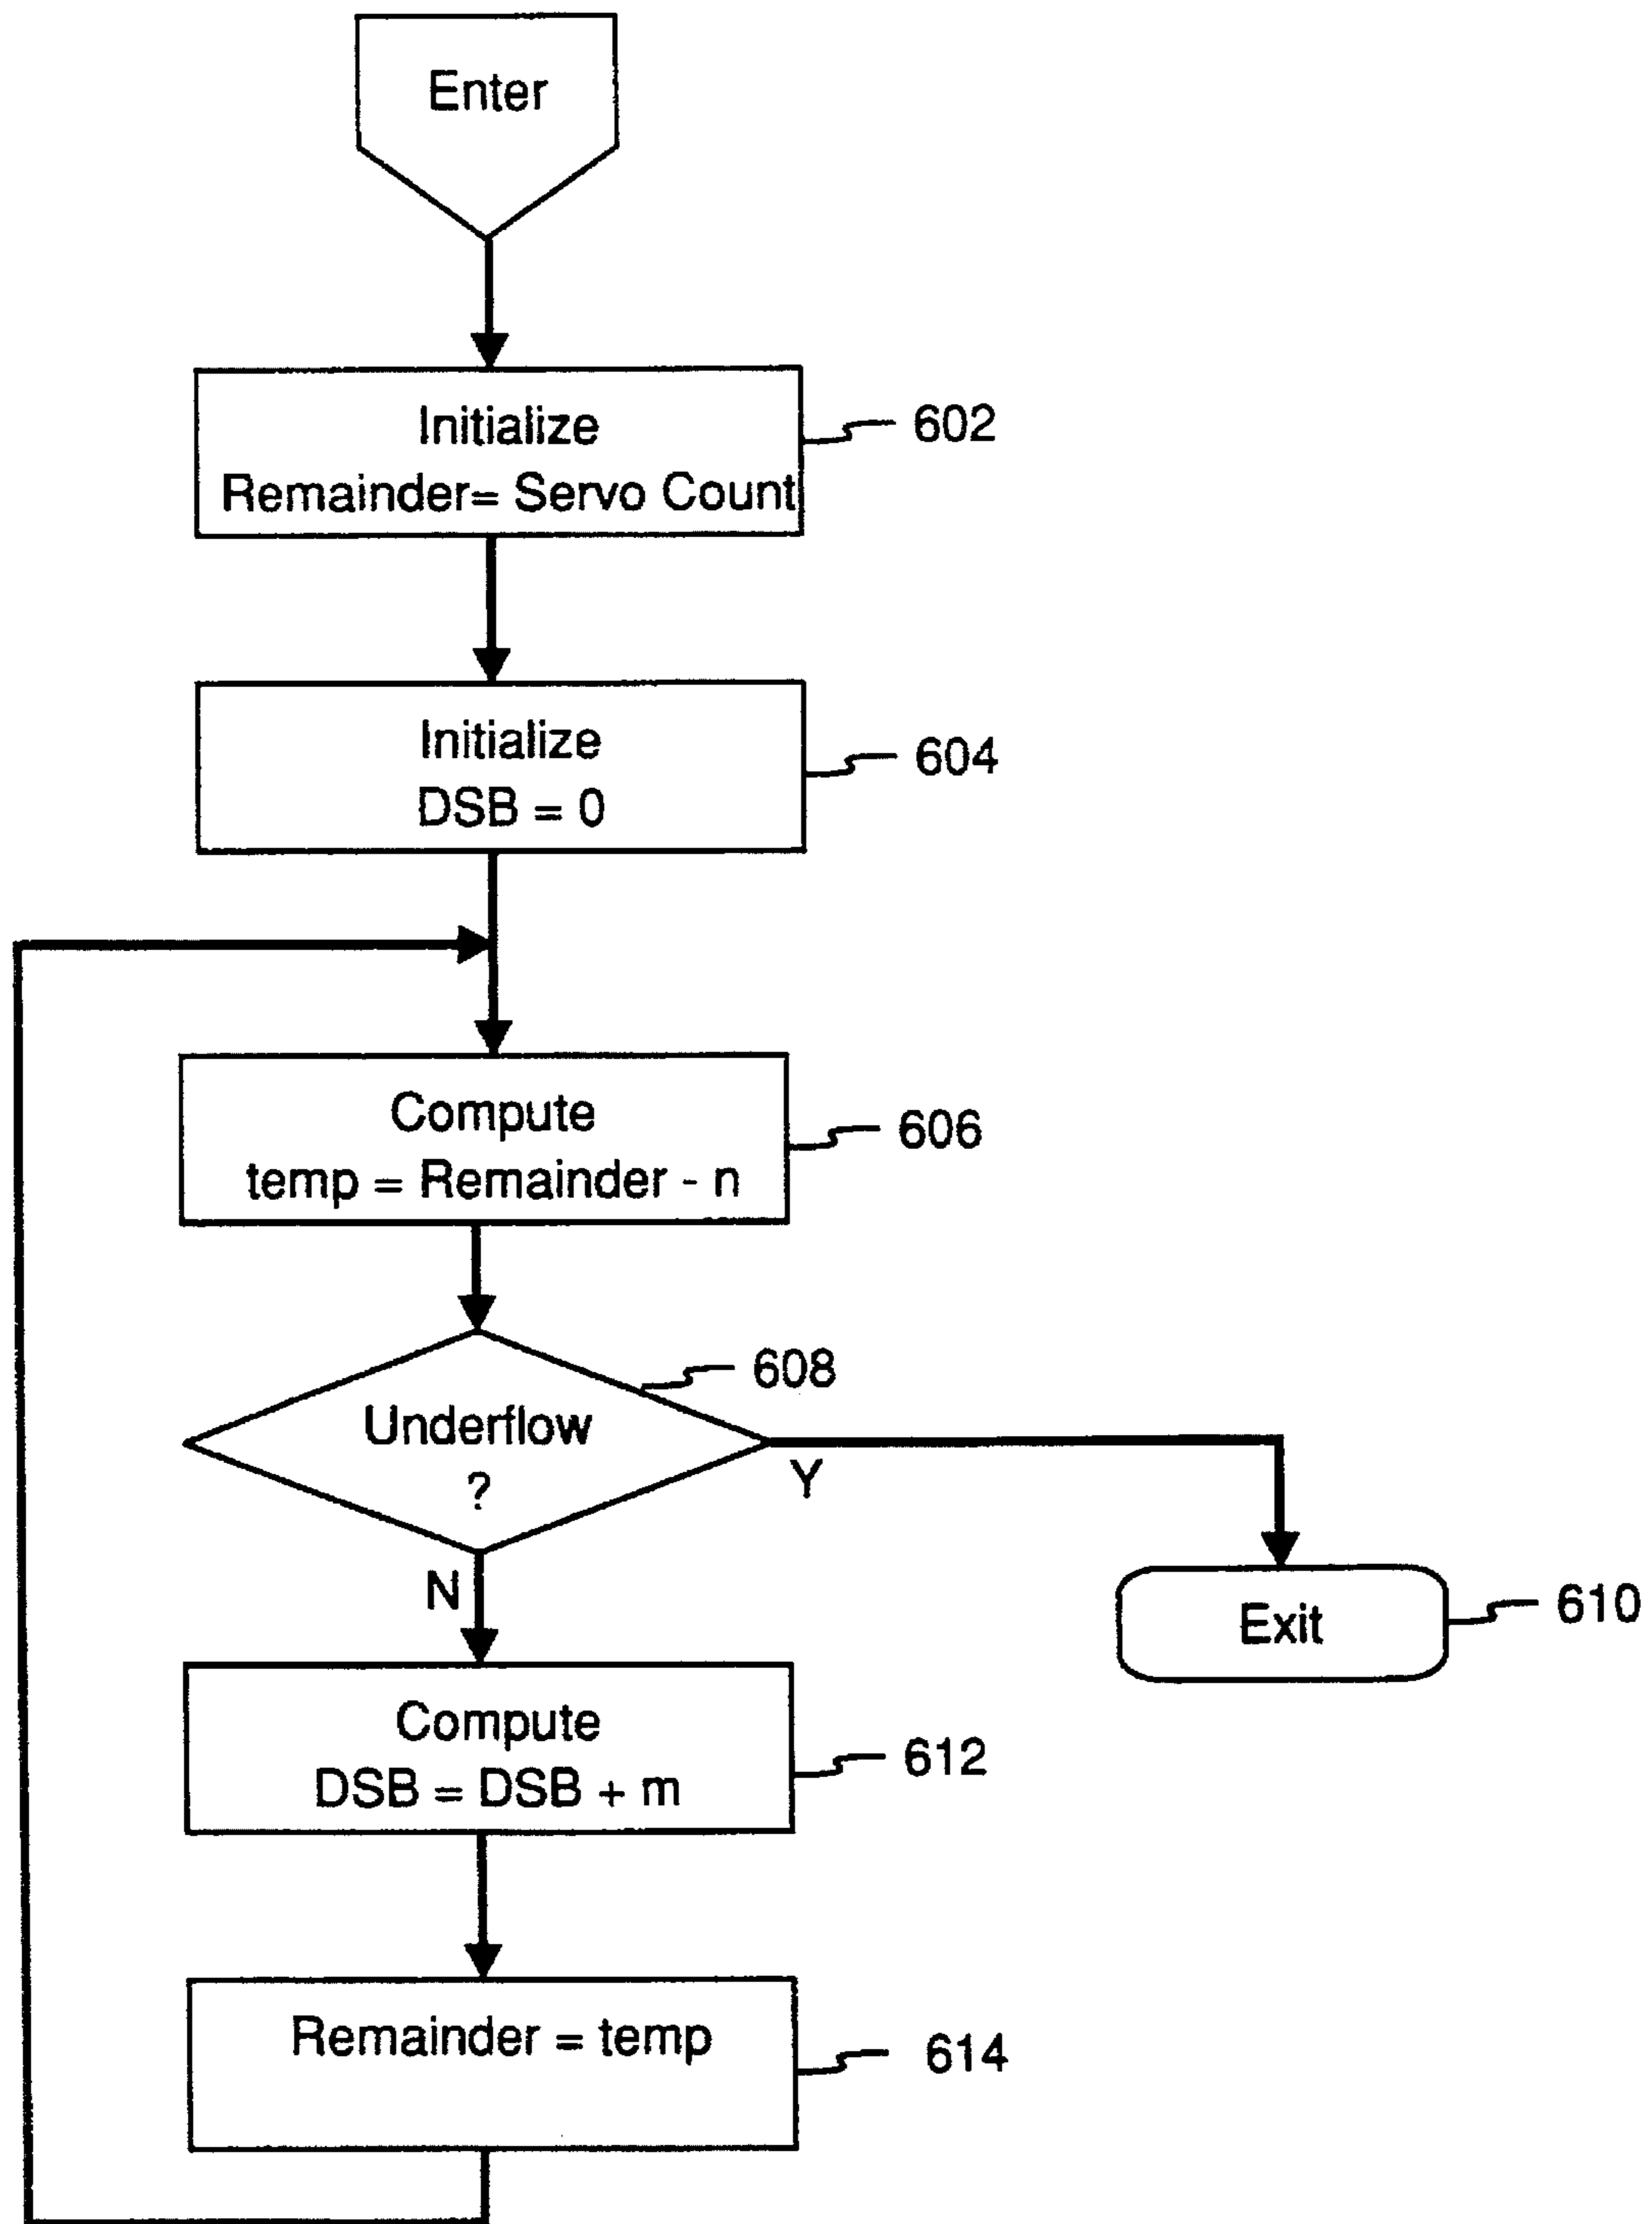 Enter
Initialize
Remainder= Servo Count
602
Initialize
DSB = 0
604
Compute
temp = Remainder - n
606
Underflow
?
608
Y
N
Exit
610
Compute
DSB = DSB + m
612
Remainder = temp
614